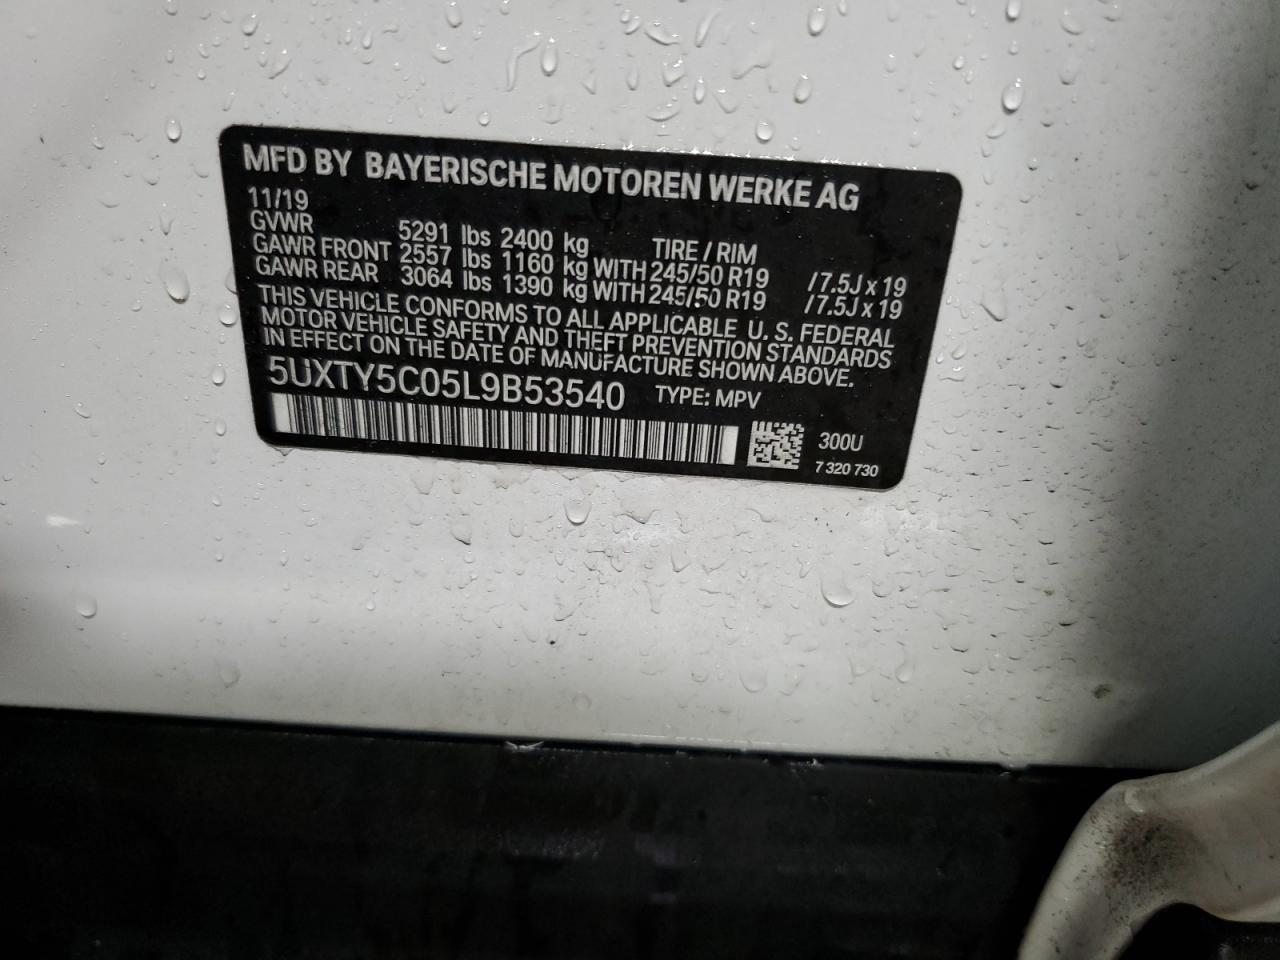 MFD BY BAYERISCHE MOTOREN WERKE AG
11/19
GVWR 5291 lbs 2400 kg TIRE / RIM
GAWR FRONT 2557 lbs 1160 kg WITH 245/50 R19 /7.5J x 19
GAWR REAR 3064 lbs 1390 kg WITH 245/50 R19 /7.5J x 19
THIS VEHICLE CONFORMS TO ALL APPLICABLE U. S. FEDERAL
MOTOR VEHICLE SAFETY AND THEFT PREVENTION STANDARDS
IN EFFECT ON THE DATE OF MANUFACTURE SHOWN ABOVE.
5UXTY5C05L9B53540 TYPE: MPV
300U
7 320 730